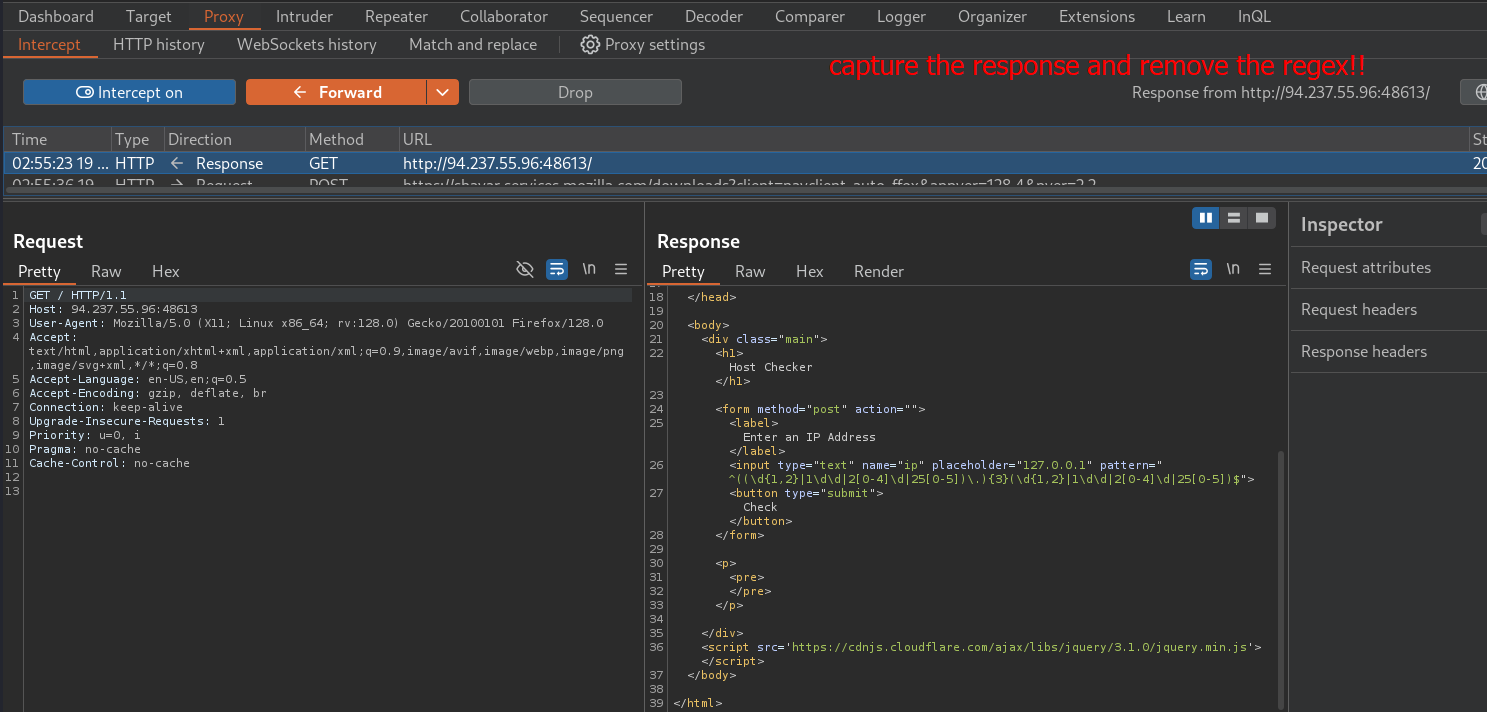 Dashboard Target Proxy Intruder Repeater Collaborator Sequencer Decoder Comparer Logger Organizer Extensions Learn InQL
Intercept HTTP history WebSockets history Match and replace Proxy settings
capture the response and remove the regex!!
Intercept on Forward Drop Response from http://94.237.55.96:48613/
Time Type Direction Method URL St
02:55:23 19 ... HTTP Response GET http://94.237.55.96:48613/ 20
Request
Pretty Raw Hex \n
1 GET / HTTP/1.1
2 Host: 94.237.55.96:48613
3 User-Agent: Mozilla/5.0 (X11; Linux x86_64; rv:128.0) Gecko/20100101 Firefox/128.0
4 Accept:
text/html,application/xhtml+xml,application/xml;q=0.9,image/avif,image/webp,image/png
,image/svg+xml,*/*;q=0.8
5 Accept-Language: en-US,en;q=0.5
6 Accept-Encoding: gzip, deflate, br
7 Connection: keep-alive
8 Upgrade-Insecure-Requests: 1
9 Priority: u=0, i
10 Pragma: no-cache
11 Cache-Control: no-cache
12
13
Response
Pretty Raw Hex Render \n
18 </head>
19
20 <body>
21 <div class="main">
22 <h1>
Host Checker
</h1>
23
24 <form method="post" action="">
25 <label>
Enter an IP Address
</label>
26 <input type="text" name="ip" placeholder="127.0.0.1" pattern="
^((\d{1,2}|1\d\d|2[0-4]\d|25[0-5])\.){3}(\d{1,2}|1\d\d|2[0-4]\d|25[0-5])$">
27 <button type="submit">
Check
</button>
28 </form>
29
30 <p>
31 <pre>
32 </pre>
33 </p>
34
35 </div>
36 <script src='https://cdnjs.cloudflare.com/ajax/libs/jquery/3.1.0/jquery.min.js'>
</script>
37 </body>
38
39 </html>
Inspector
Request attributes
Request headers
Response headers